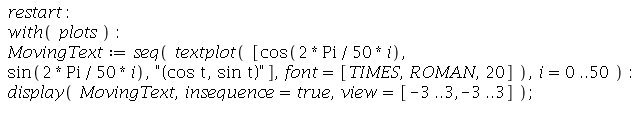 restart :
with( plots ) :
MovingText := seq( textplot( [cos(2 * Pi / 50 * i),
sin(2 * Pi / 50 * i), "(cos t, sin t)"], font = [TIMES, ROMAN, 20] ), i = 0 ..50 ) :
display( MovingText, insequence = true, view = [ -3 ..3, -3 ..3 ] );